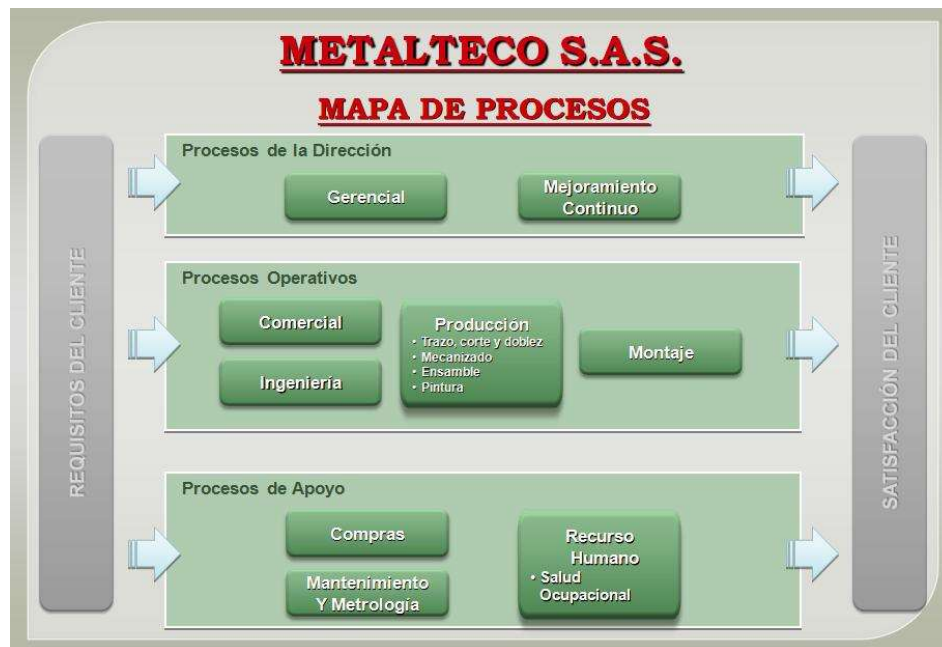 METALTECO S.A.S.
MAPA DE PROCESOS
REQUISITOS DEL CLIENTE
Procesos de la Dirección
Gerencial
Mejoramiento
Continuo
Procesos Operativos
Comercial
Ingeniería
Producción
• Trazo, corte y doblez
• Mecanizado
• Ensamble
• Pintura
Montaje
Procesos de Apoyo
Compras
Mantenimiento
Y Metrología
Recurso
Humano
• Salud
Ocupacional
SATISFACCIÓN DEL CLIENTE